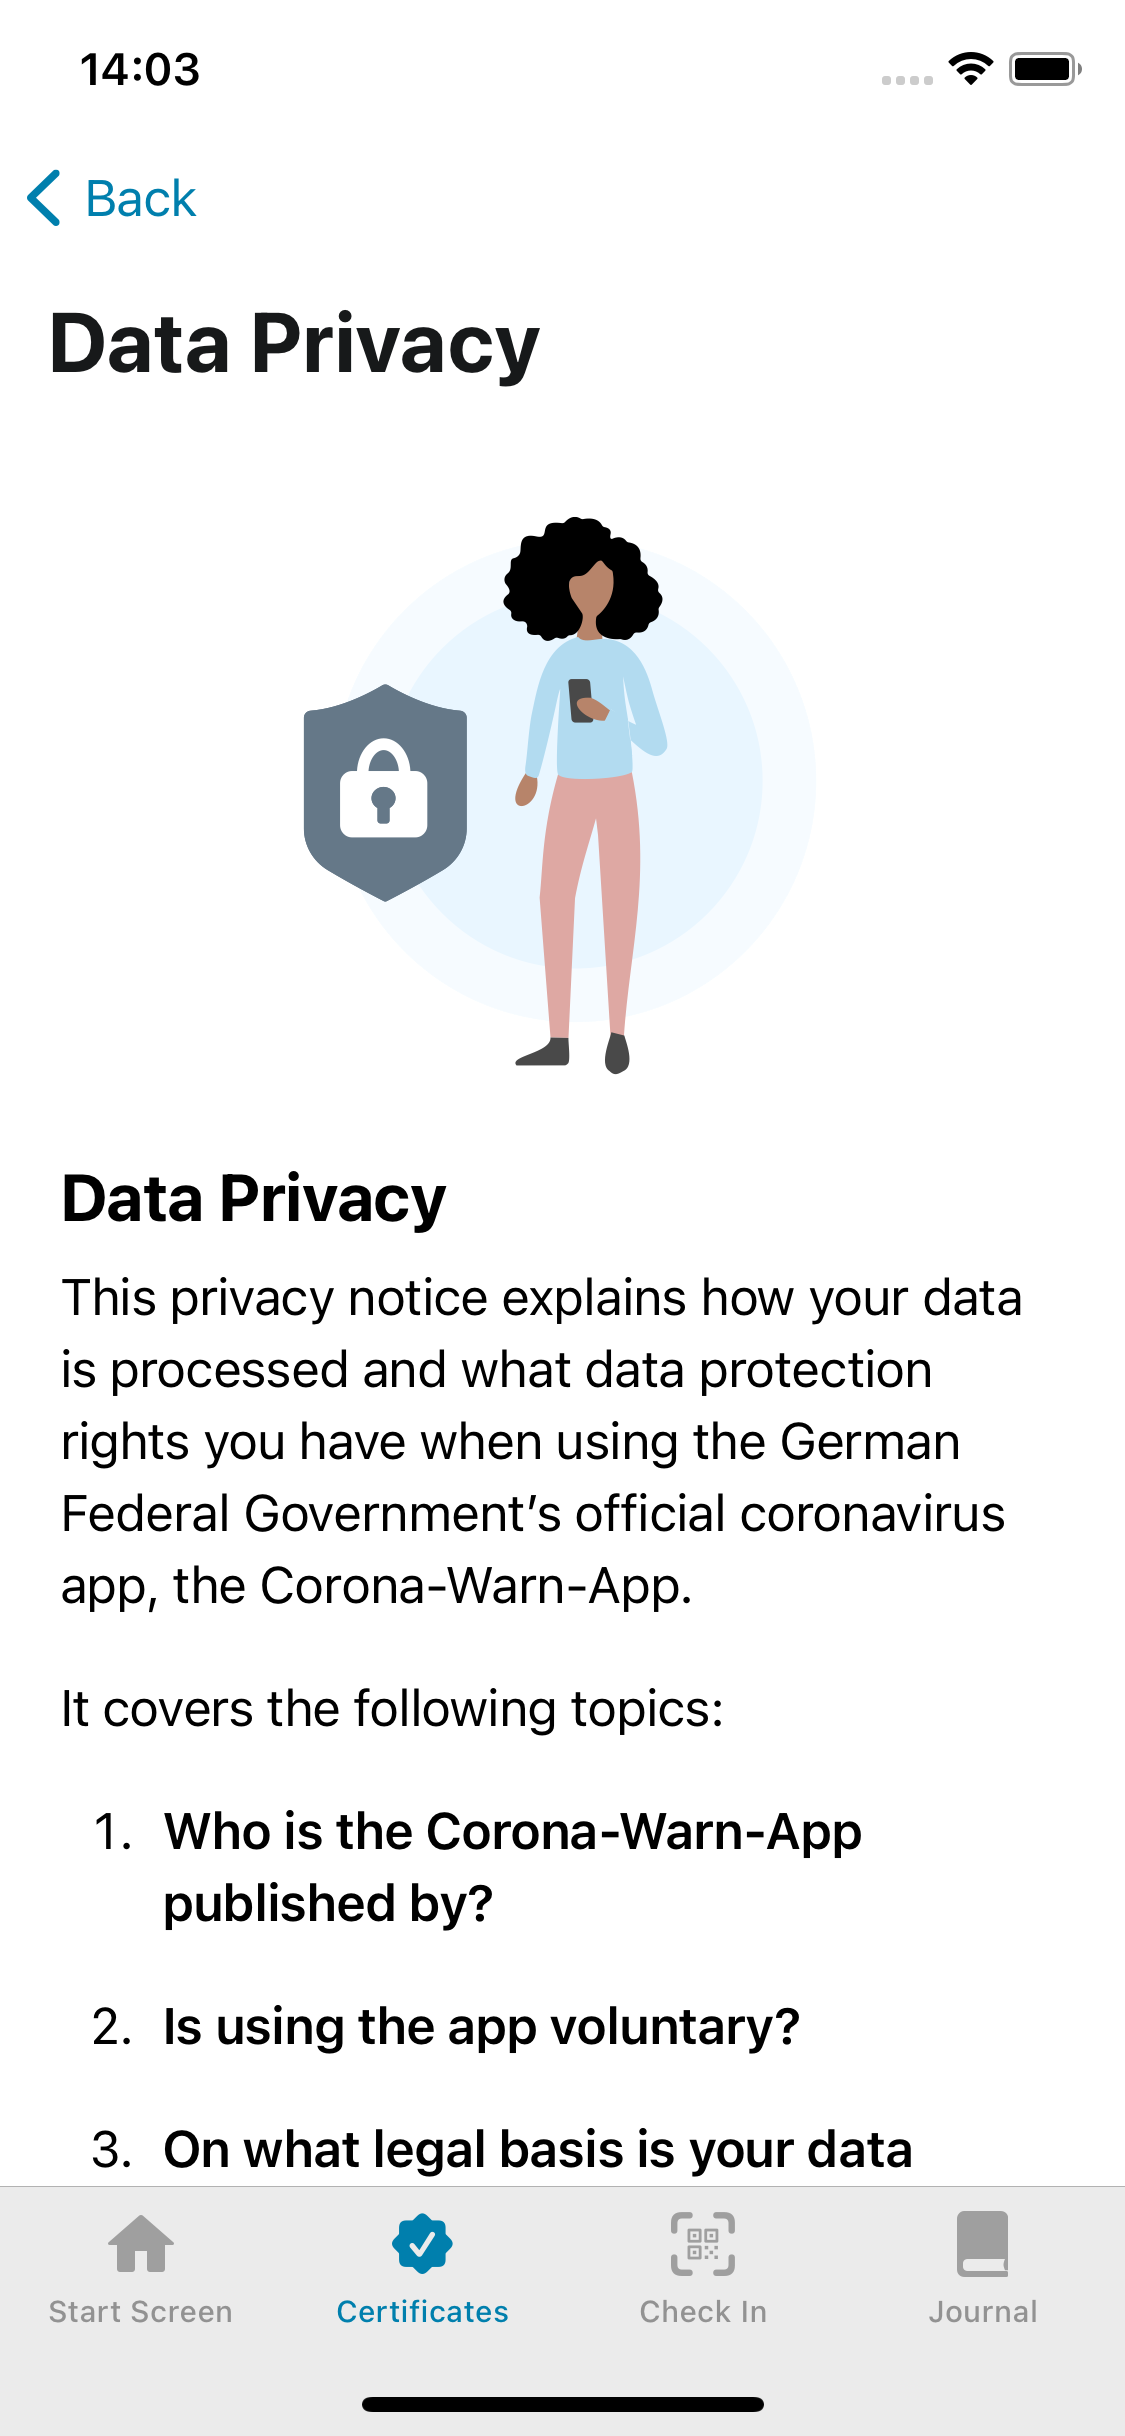 14:03
Back
Data Privacy
Data Privacy
This privacy notice explains how your data
is processed and what data protection
rights you have when using the German
Federal Government’s official coronavirus
app, the Corona-Warn-App.
It covers the following topics:
1. Who is the Corona-Warn-App
published by?
2. Is using the app voluntary?
3. On what legal basis is your data
Start Screen
Certificates
Check In
Journal